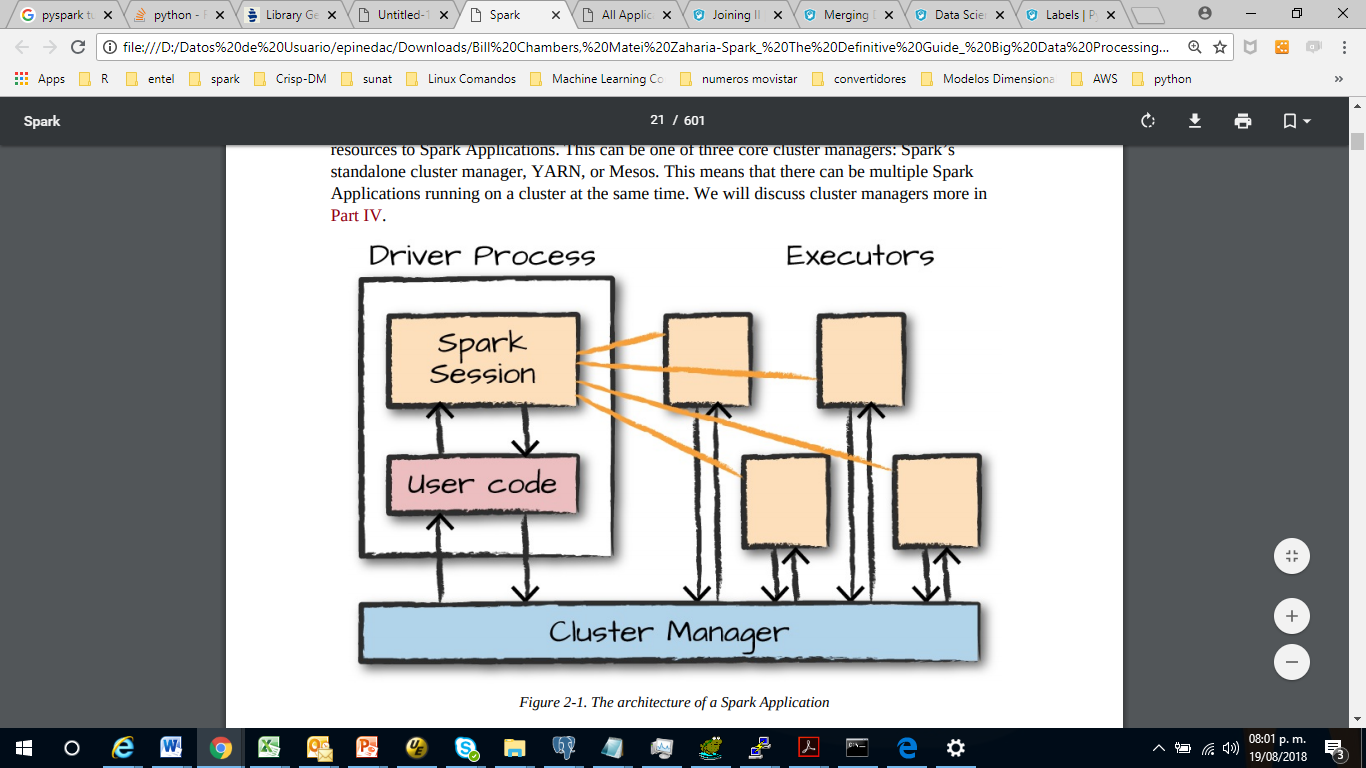 pyspark tu
python - F
Library Ge
Untitled-1
Spark
All Applic
Joining II
Merging D
Data Scie
Labels | Py
file:///D:/Datos%20de%20Usuario/epinedac/Downloads/Bill%20Chambers,%20Matei%20Zaharia-Spark_%20The%20Definitive%20Guide_%20Big%20Data%20Processing...
Apps R entel spark Crisp-DM sunat Linux Comandos Machine Learning Co numeros movistar convertidores Modelos Dimensiona AWS python »
Spark 21 / 601
resources to Spark Applications. This can be one of three core cluster managers: Spark’s
standalone cluster manager, YARN, or Mesos. This means that there can be multiple Spark
Applications running on a cluster at the same time. We will discuss cluster managers more in
Part IV.
Driver Process Executors
Spark
Session
User code
Cluster Manager
Figure 2-1. The architecture of a Spark Application
08:01 p. m.
19/08/2018
3